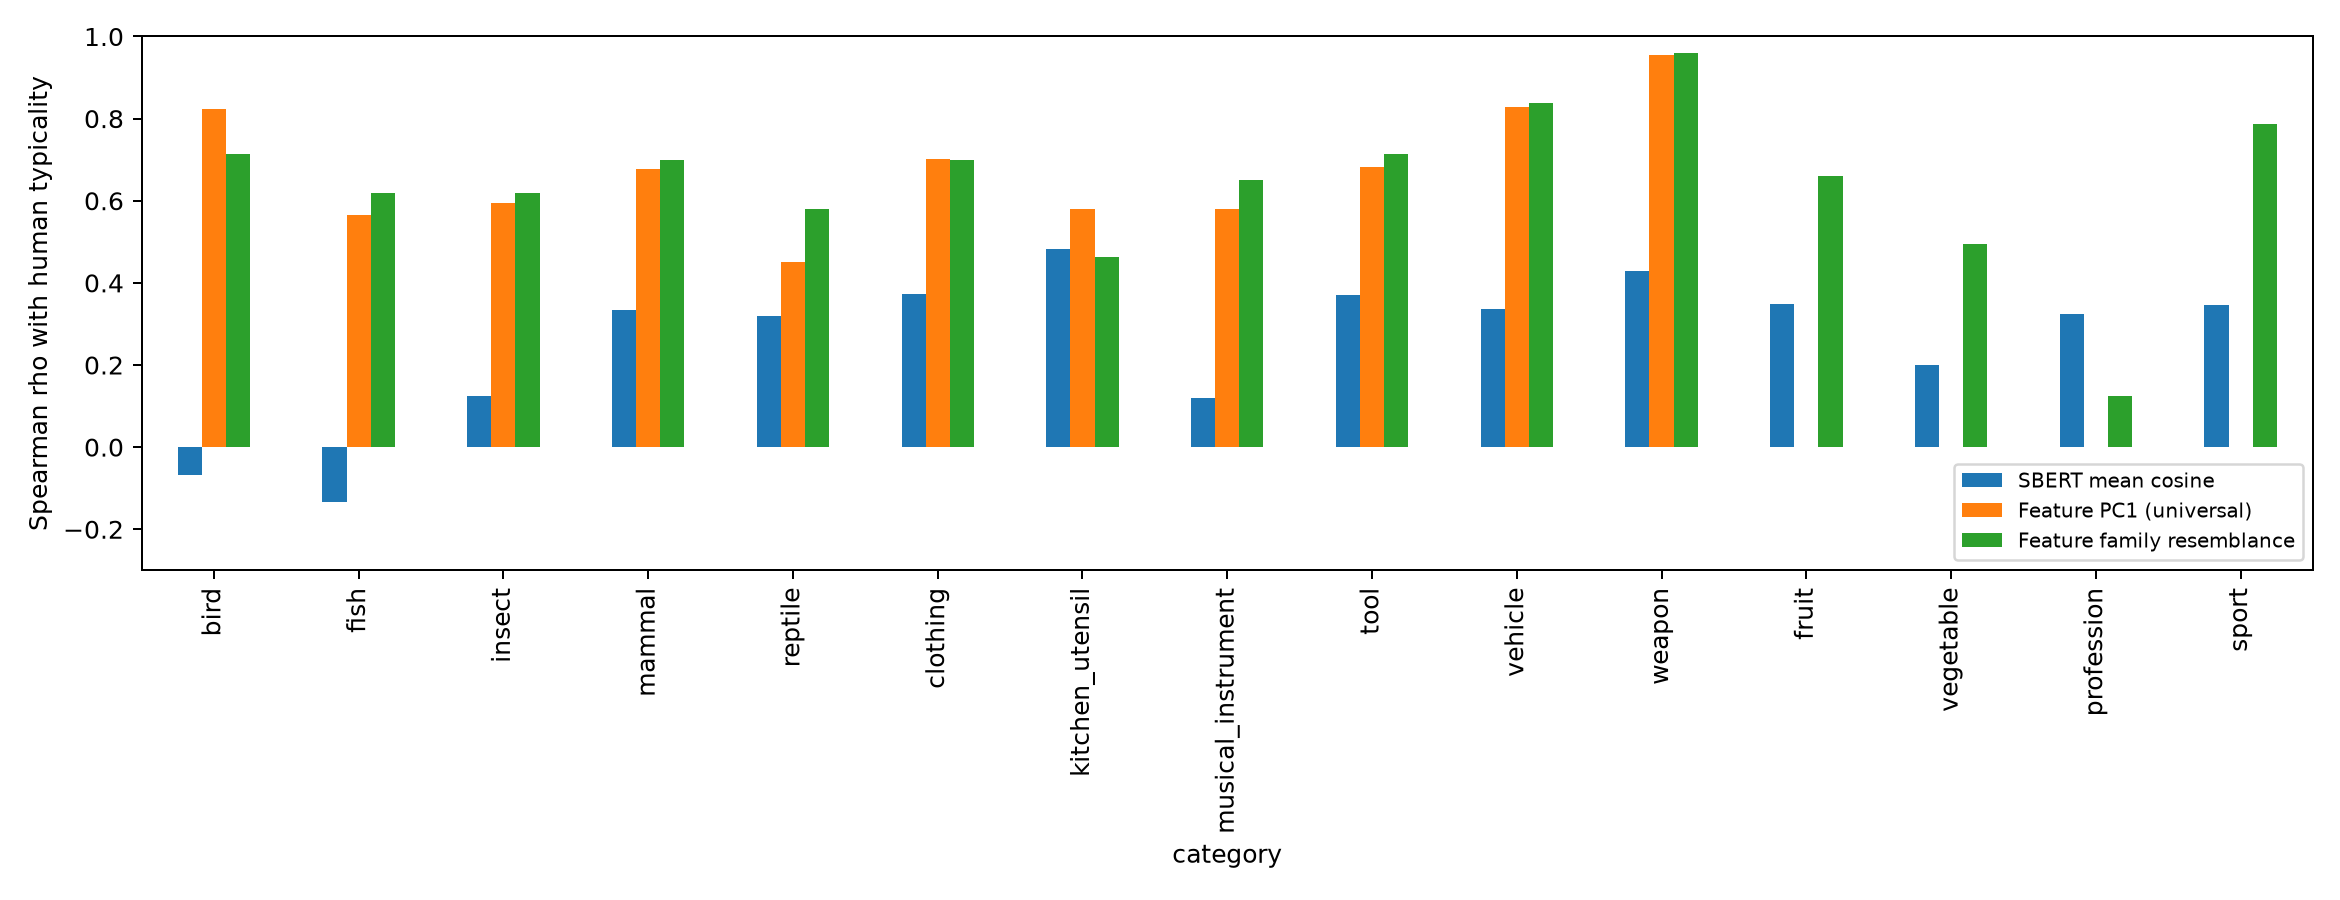 Spearman rho with human typicality
1.0
0.8
0.6
0.4
0.2
0.0
−0.2
SBERT mean cosine
Feature PC1 (universal)
Feature family resemblance
bird
fish
insect
mammal
reptile
clothing
kitchen_utensil
musical_instrument
tool
vehicle
weapon
fruit
vegetable
profession
sport
category